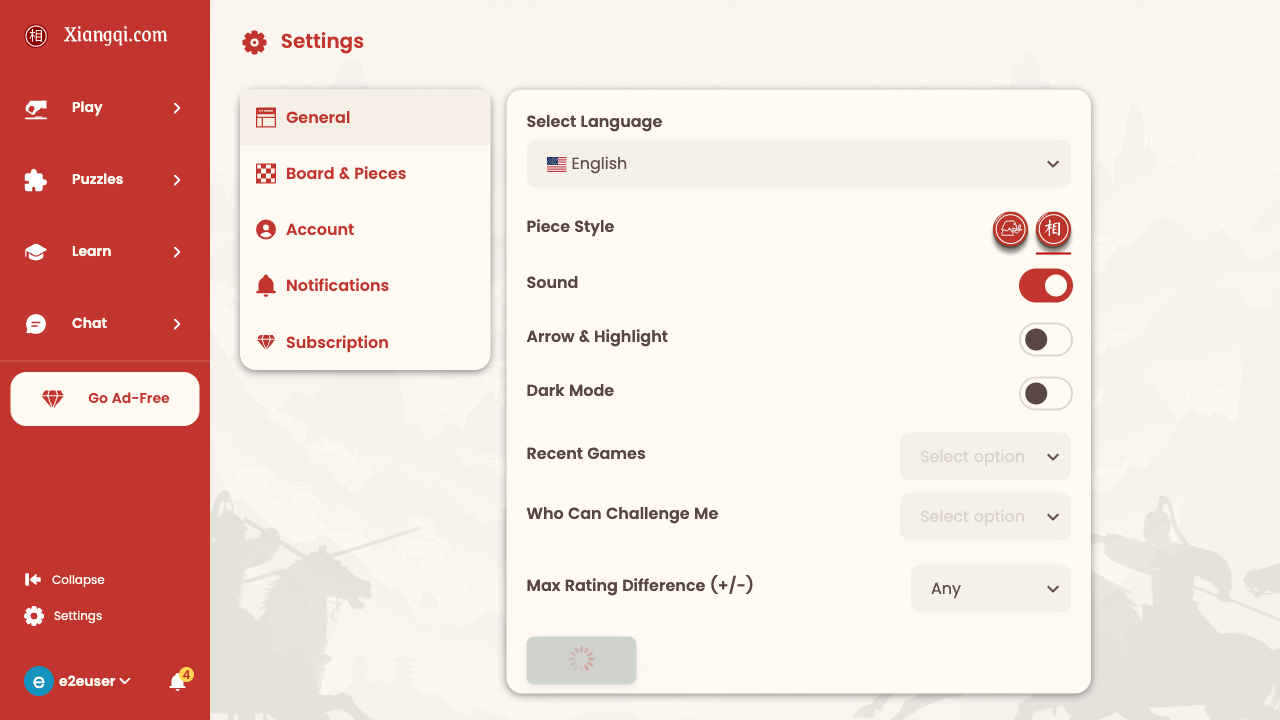 相 Xiangqi.com
Play
Puzzles
Learn
Chat
Go Ad-Free
Collapse
Settings
e e2euser
4
Settings
General
Board & Pieces
Account
Notifications
Subscription
Select Language
English
Piece Style
相
Sound
Arrow & Highlight
Dark Mode
Recent Games
Select option
Who Can Challenge Me
Select option
Max Rating Difference (+/-)
Any